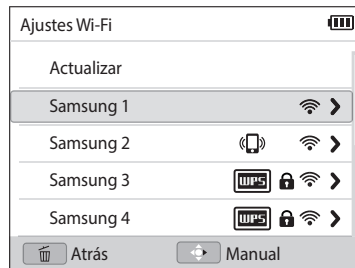 Ajustes Wi-Fi
Actualizar
Samsung 1
Samsung 2
Samsung 3 WPS
Samsung 4 WPS
Atrás Manual